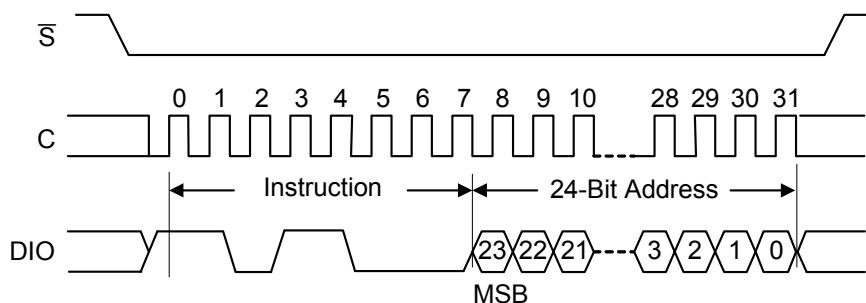 S̅
0 1 2 3 4 5 6 7 8 9 10 28 29 30 31
C
Instruction 24-Bit Address
DIO 23 22 21 3 2 1 0
MSB